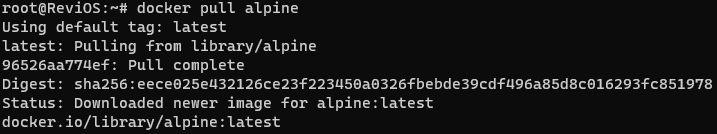 root@ReviOS:~# docker pull alpine
Using default tag: latest
latest: Pulling from library/alpine
96526aa774ef: Pull complete
Digest: sha256:eece025e432126ce23f223450a0326fbebde39cdf496a85d8c016293fc851978
Status: Downloaded newer image for alpine:latest
docker.io/library/alpine:latest